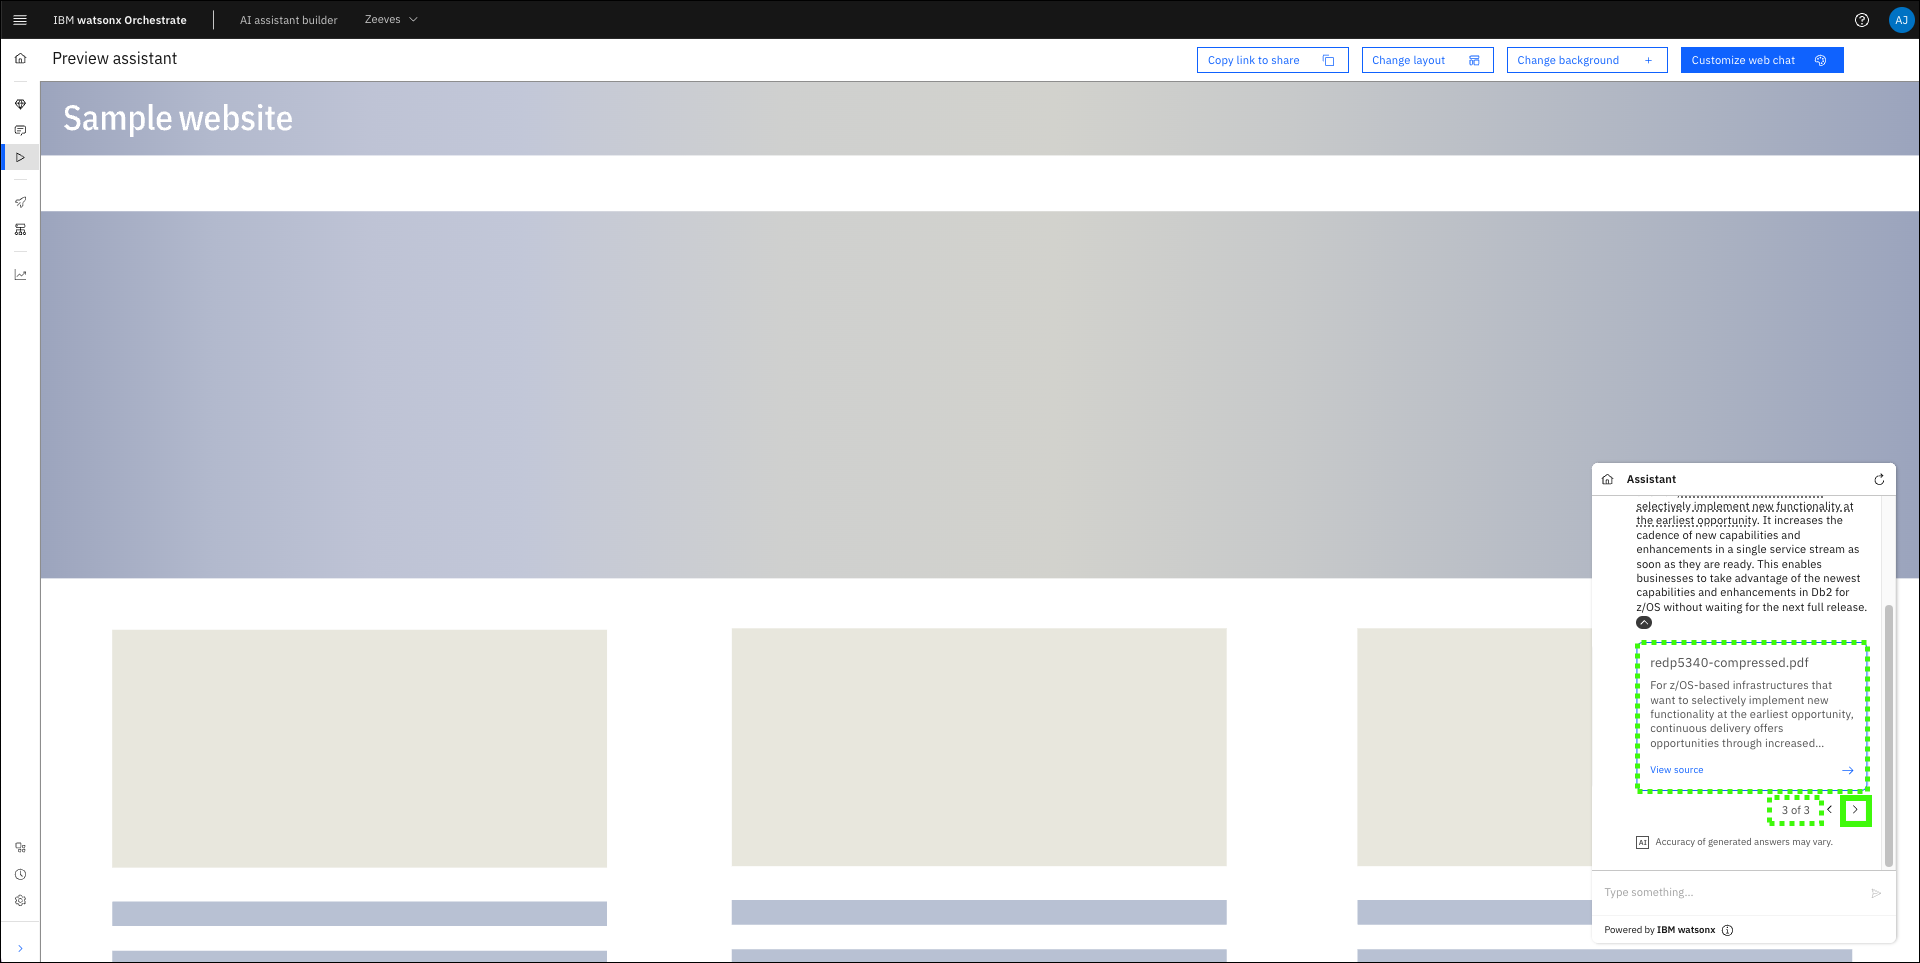 IBM watsonx Orchestrate
AI assistant builder
Zeeves
AJ
Preview assistant
Copy link to share
Change layout
Change background +
Customize web chat
Sample website
Assistant
selectively implement new functionality at
the earliest opportunity. It increases the
cadence of new capabilities and
enhancements in a single service stream as
soon as they are ready. This enables
businesses to take advantage of the newest
capabilities and enhancements in Db2 for
z/OS without waiting for the next full release.
redp5340-compressed.pdf
For z/OS-based infrastructures that
want to selectively implement new
functionality at the earliest opportunity,
continuous delivery offers
opportunities through increased...
View source
3 of 3
AI Accuracy of generated answers may vary.
Type something...
Powered by IBM watsonx